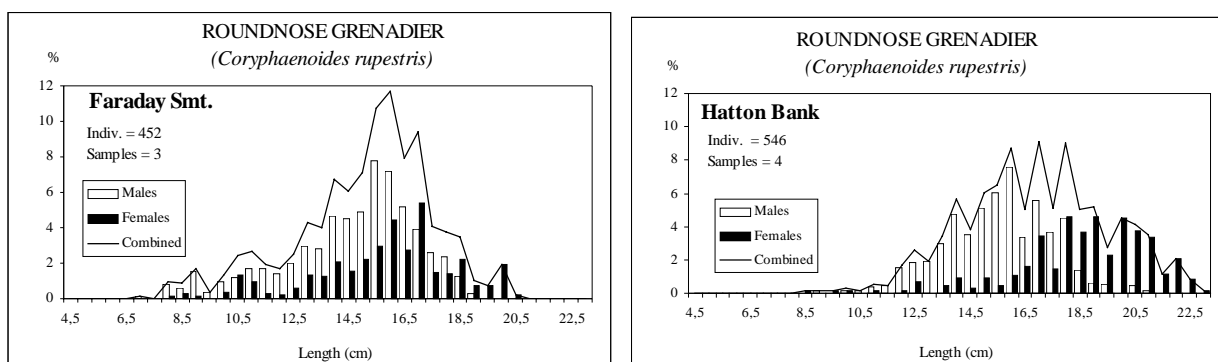 ROUNDNOSE GRENADIER
(Coryphaenoides rupestris)
%
12
10
8
6
4
2
0
Faraday Smt.
Indiv. = 452
Samples = 3
Males
Females
Combined
4,5 6,5 8,5 10,5 12,5 14,5 16,5 18,5 20,5 22,5
Length (cm)
ROUNDNOSE GRENADIER
(Coryphaenoides rupestris)
%
12
10
8
6
4
2
0
Hatton Bank
Indiv. = 546
Samples = 4
Males
Females
Combined
4,5 6,5 8,5 10,5 12,5 14,5 16,5 18,5 20,5 22,5
Length (cm)